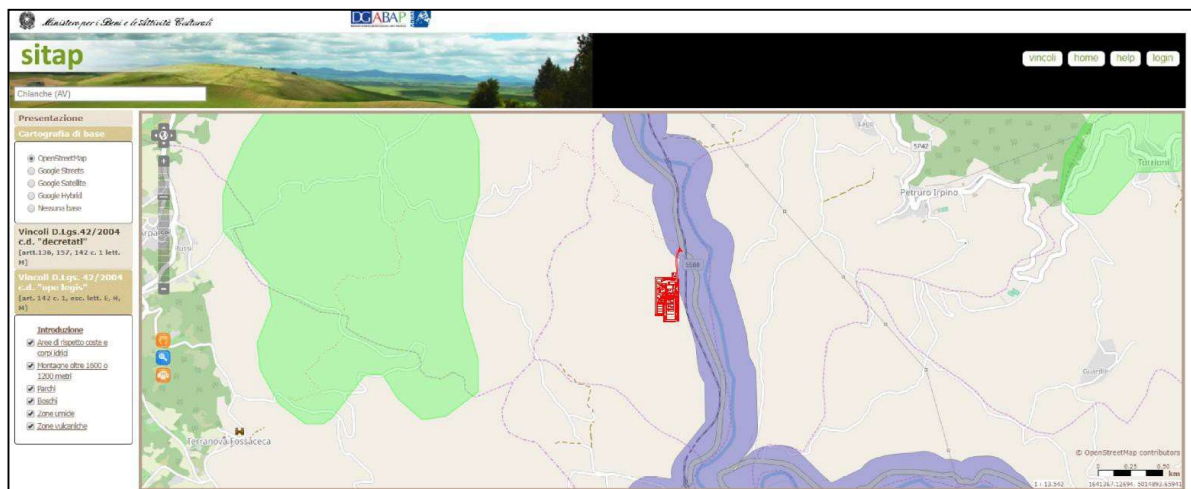 Ministero per i Beni e le Attività Culturali
DGABAP
sitap
vincoli home help login
Chianche (AV)
Presentazione
Cartografia di base
OpenStreetMap
Google Streets
Google Satellite
Google Hybrid
Nessuna base
Vincoli D.Lgs.42/2004
c.d. "decretati"
[artt.136, 157, 142 c. 1 lett.
M]
Vincoli D.Lgs. 42/2004
c.d. "ope legis"
[art. 142 c. 1, esc. lett. E, H,
M]
Introduzione
Aree di rispetto coste e
corpi idrici
Montagne oltre 1600 o
1200 metri
Parchi
Boschi
Zone umide
Zone vulcaniche
SP42
Petruro Irpino
Torrioni
SS88
Terranova Fossaceca
© OpenStreetMap contributors
0 0.25 0.50
km
1 : 13.542